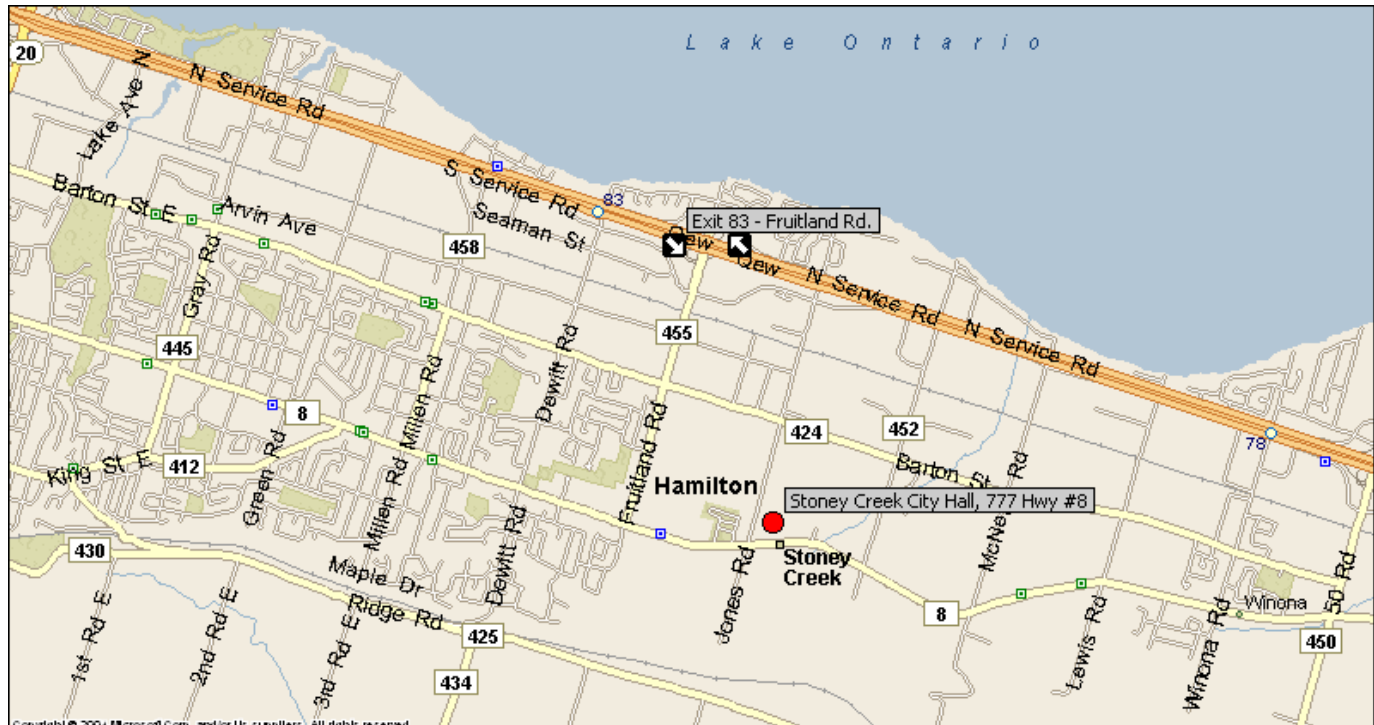 Lake Ontario
20
N Service Rd
Lake Ave N
S Service Rd
83
Exit 83 - Fruitland Rd.
Barton St E
Arvin Ave
Seaman St
458
Qew
Qew
N Service Rd
N Service Rd
Gray Rd
445
455
Dewitt Rd
Millen Rd
8
Fruitland Rd
424
452
78
King St E
412
Green Rd
Millen Rd
Hamilton
Barton St
Stoney Creek City Hall, 777 Hwy #8
430
Maple Dr
Dewitt Rd
Jones Rd
Stoney
Creek
50 Rd
Ridge Rd
8
Winona
1st Rd E
2nd Rd E
3rd Rd E
425
434
Lewis Rd
Winona Rd
450